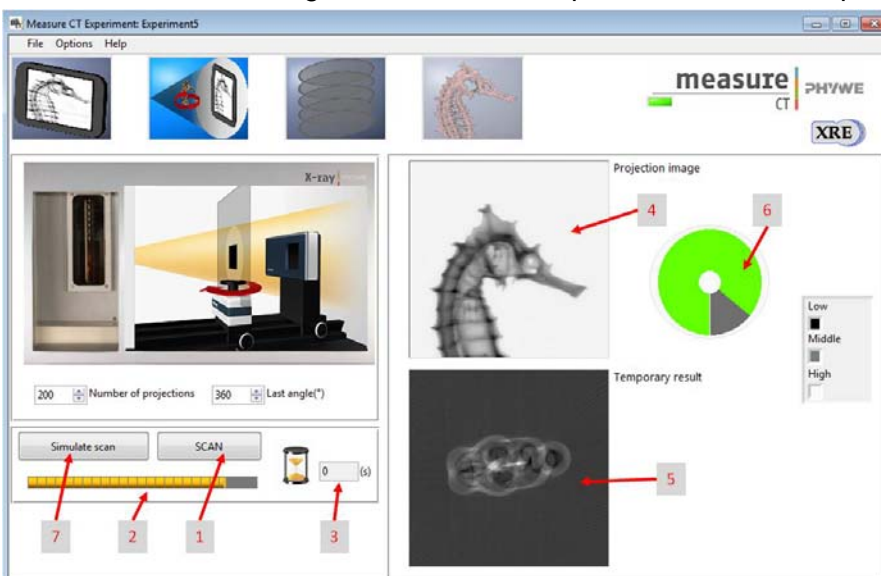 Measure CT Experiment: Experiment5
File Options Help
measure
CT
PHYWE
XRE
X-ray
Projection image
4
6
Low
Middle
High
200 Number of projections 360 Last angle(°)
Temporary result
Simulate scan SCAN
0 (s)
5
7 2 1 3